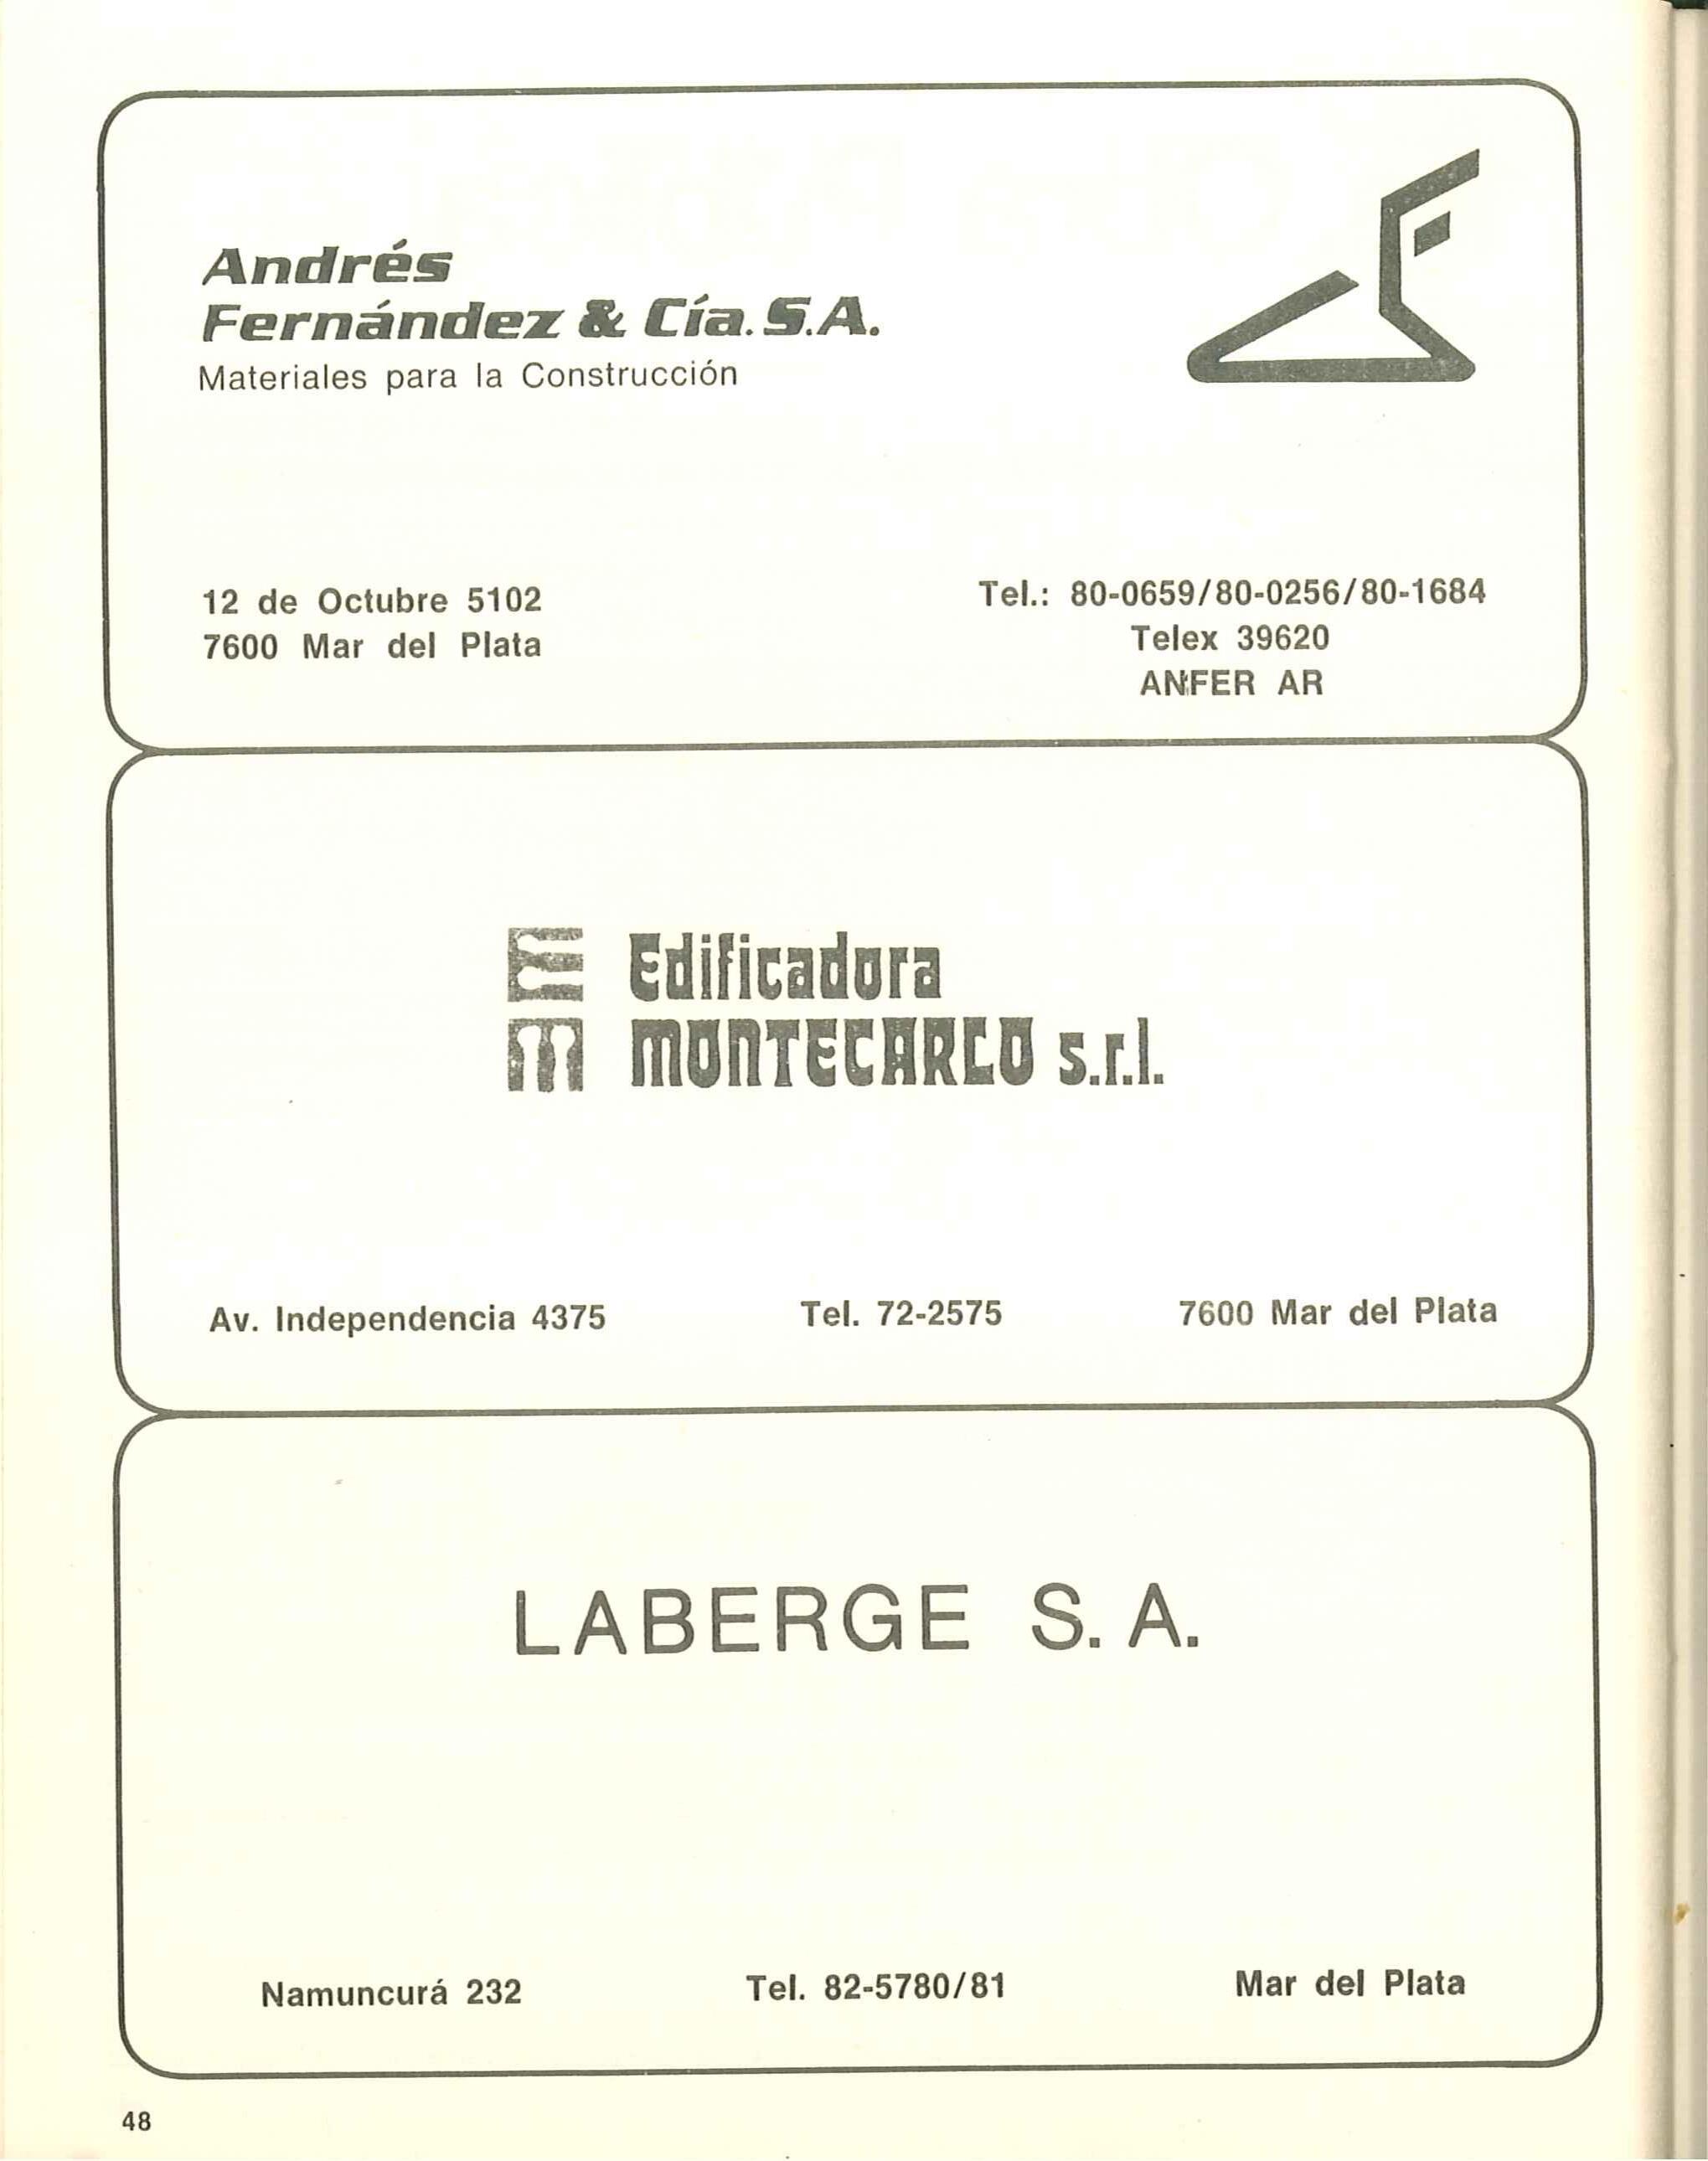 Andrés
Fernández & Cía. S.A.
Materiales para la Construcción
12 de Octubre 5102
7600 Mar del Plata
Tel.: 80-0659/80-0256/80-1684
Telex 39620
ANFER AR
Edificadora
MONTECARLO s.r.l.
Av. Independencia 4375 Tel. 72-2575 7600 Mar del Plata
LABERGE S. A.
Namuncurá 232 Tel. 82-5780/81 Mar del Plata
48